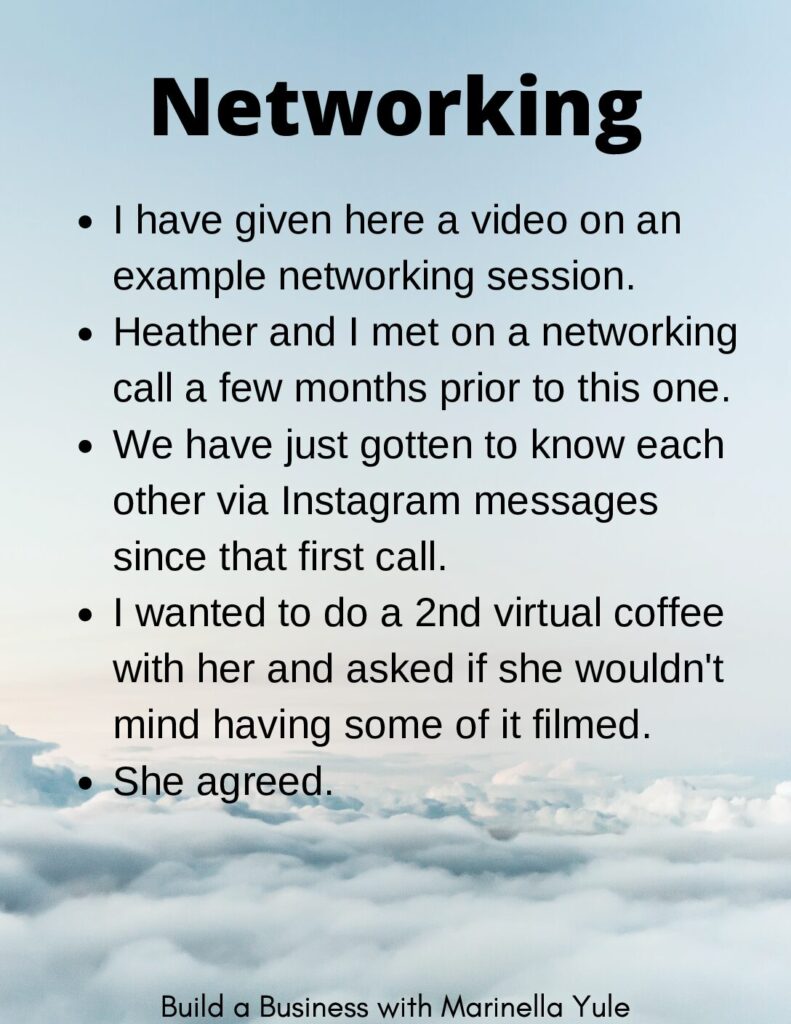 Networking
• I have given here a video on an
example networking session.
• Heather and I met on a networking
call a few months prior to this one.
• We have just gotten to know each
other via Instagram messages
since that first call.
• I wanted to do a 2nd virtual coffee
with her and asked if she wouldn't
mind having some of it filmed.
• She agreed.
Build a Business with Marinella Yule